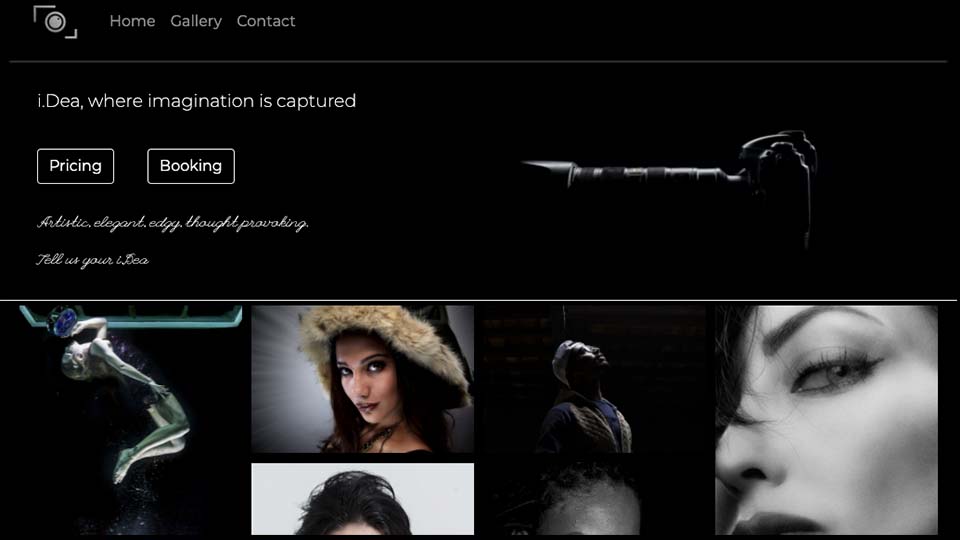 Home Gallery Contact
i.Dea, where imagination is captured
Pricing Booking
Artistic, elegant, edgy, thought provoking.
Tell us your i.Dea